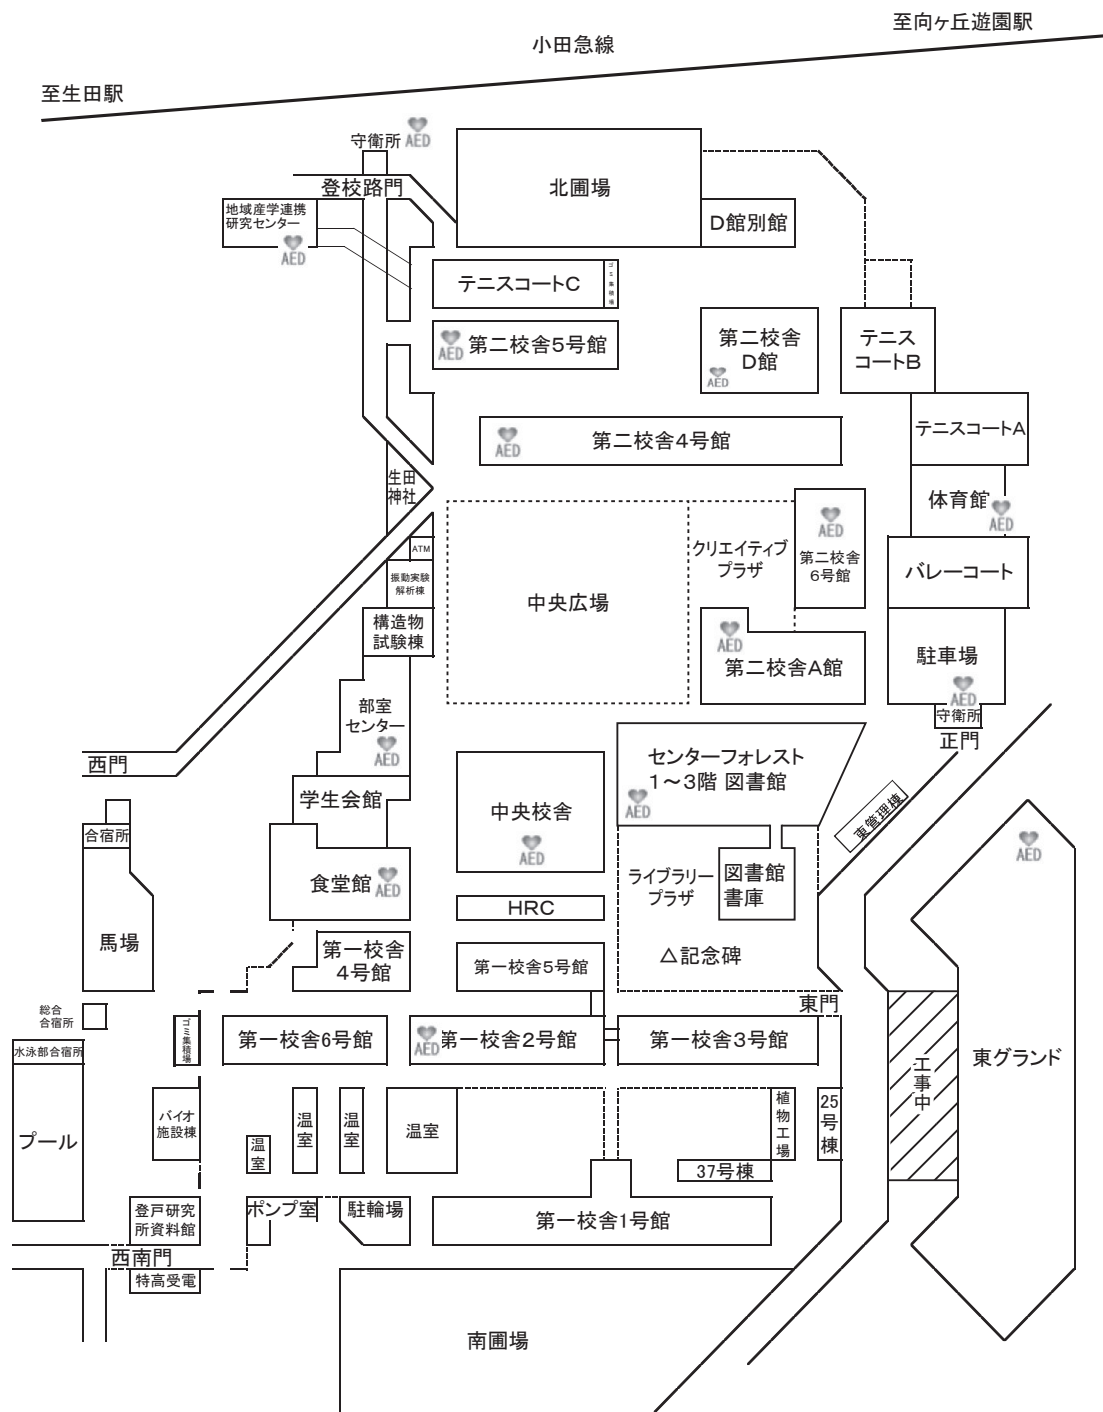 至向ヶ丘遊園駅
小田急線
至生田駅
守衛所
AED
登校路門
北圃場
地域産学連携
研究センター
AED
D館別館
テニスコートC
ゴミ集積場
AED
第二校舎5号館
第二校舎
D館
AED
テニス
コートB
テニスコートA
AED
第二校舎4号館
生田
神社
体育館
AED
ATM
クリエイティブ
プラザ
AED
第二校舎
6号館
バレーコート
振動実験
解析棟
中央広場
構造物
試験棟
AED
第二校舎A館
駐車場
AED
守衛所
正門
部室
センター
AED
西門
センターフォレスト
1～3階 図書館
AED
学生会館
中央校舎
AED
東管理棟
合宿所
AED
食堂館
AED
ライブラリー
プラザ
図書館
書庫
HRC
馬場
第一校舎
4号館
第一校舎5号館
△記念碑
東門
総合
合宿所
ゴミ集積場
第一校舎6号館
AED
第一校舎2号館
第一校舎3号館
水泳部合宿所
工事中
東グランド
プール
バイオ
施設棟
温室
温室
温室
温室
植物工場
25号棟
37号棟
登戸研究
所資料館
ポンプ室
駐輪場
第一校舎1号館
西南門
特高受電
南圃場